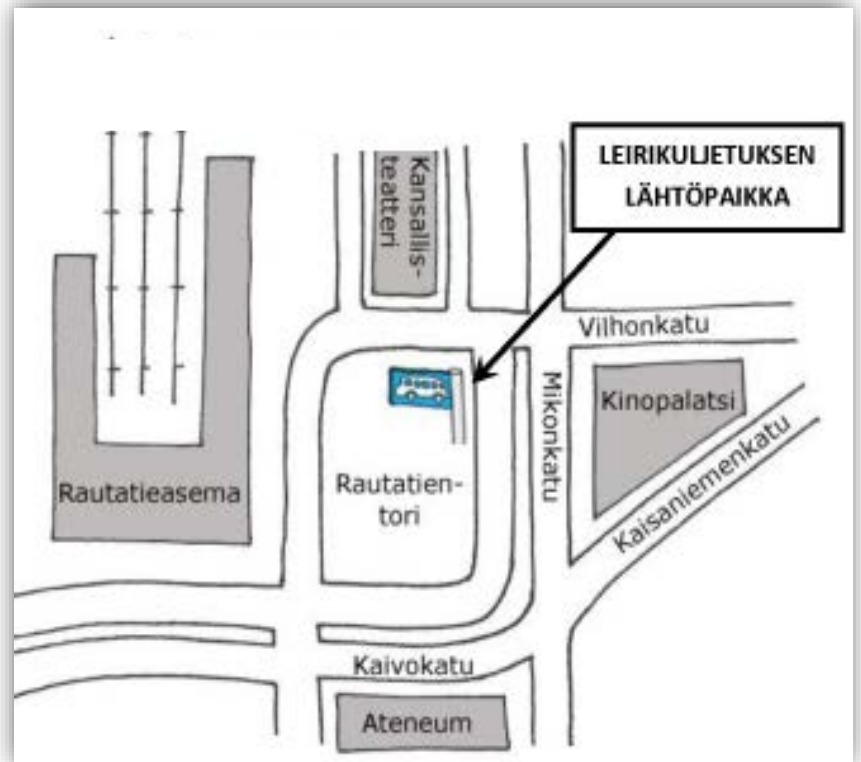 LEIRIKULJETUKSEN
LÄHTÖPAIKKA
Kansallis-
teatteri
Vilhonkatu
Mikonkatu
Kinopalatsi
Kaisaniemenkatu
Rautatieasema
Rautatien-
tori
Kaivokatu
Ateneum